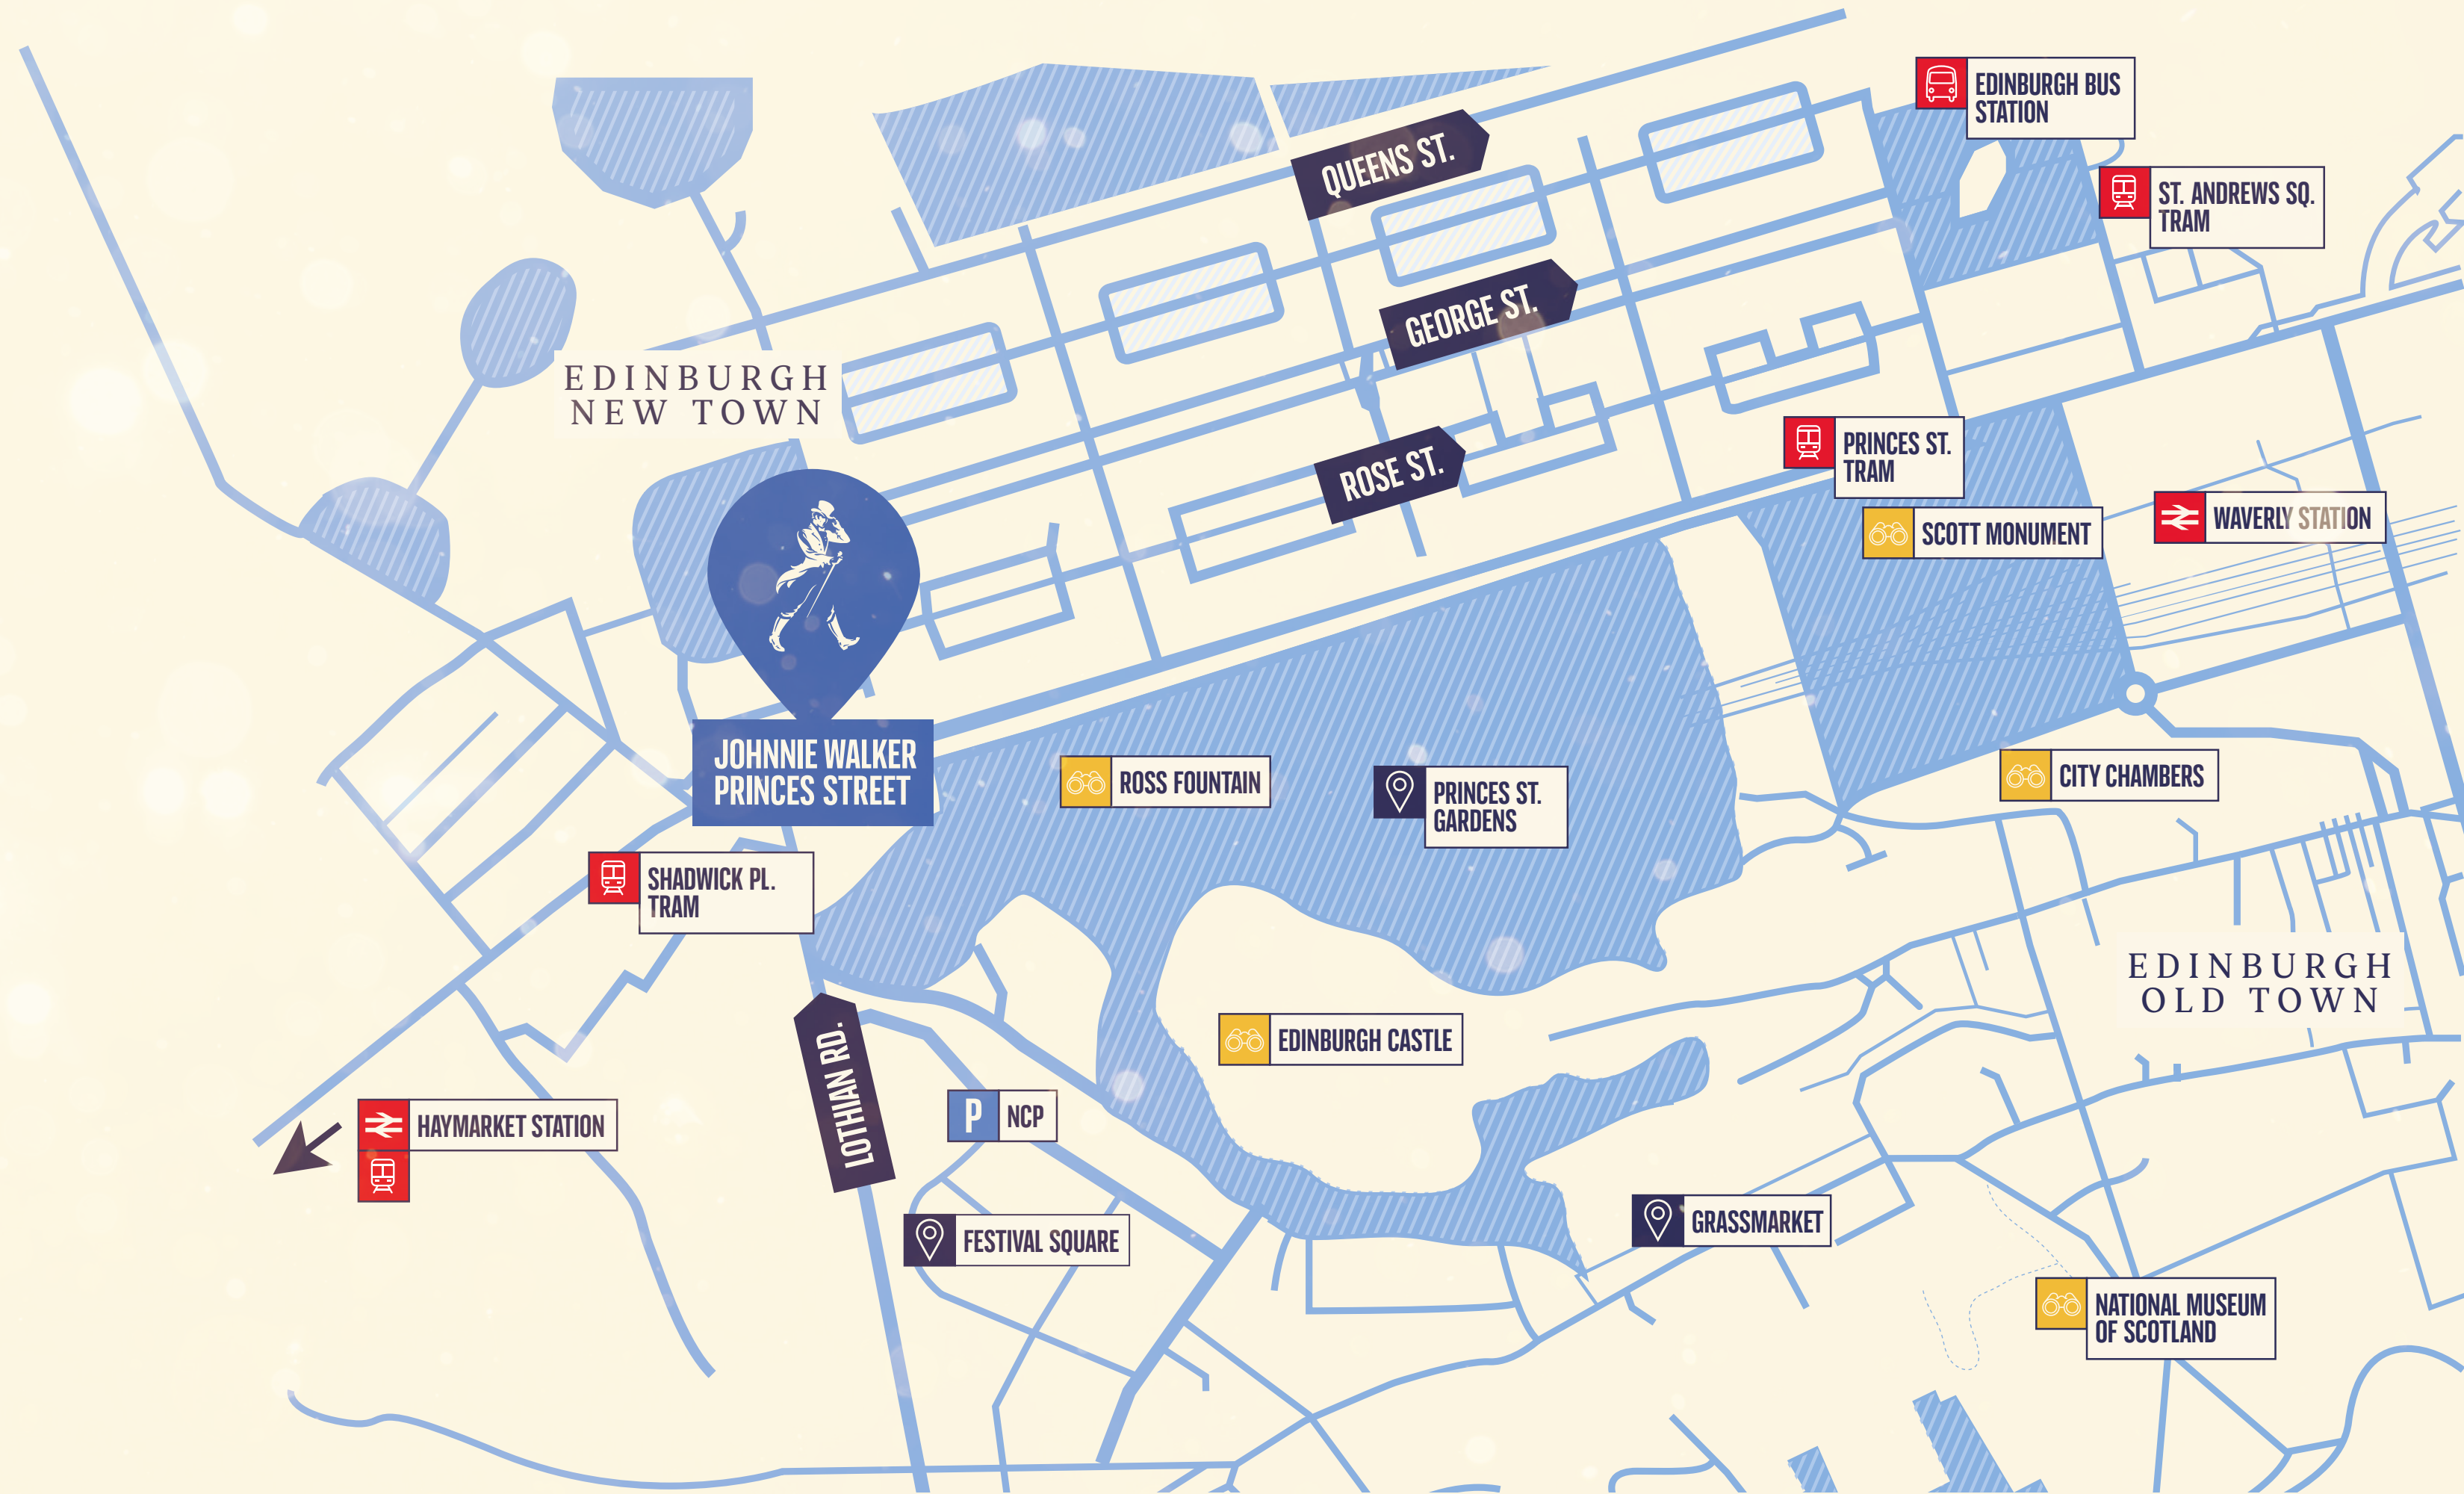 EDINBURGH BUS
STATION
QUEENS ST.
ST. ANDREWS SQ.
TRAM
GEORGE ST.
EDINBURGH
NEW TOWN
PRINCES ST.
TRAM
ROSE ST.
SCOTT MONUMENT
WAVERLY STATION
JOHNNIE WALKER
PRINCES STREET
ROSS FOUNTAIN
PRINCES ST.
GARDENS
CITY CHAMBERS
SHADWICK PL.
TRAM
EDINBURGH
OLD TOWN
EDINBURGH CASTLE
LOTHIAN RD.
P NCP
HAYMARKET STATION
FESTIVAL SQUARE
GRASSMARKET
NATIONAL MUSEUM
OF SCOTLAND